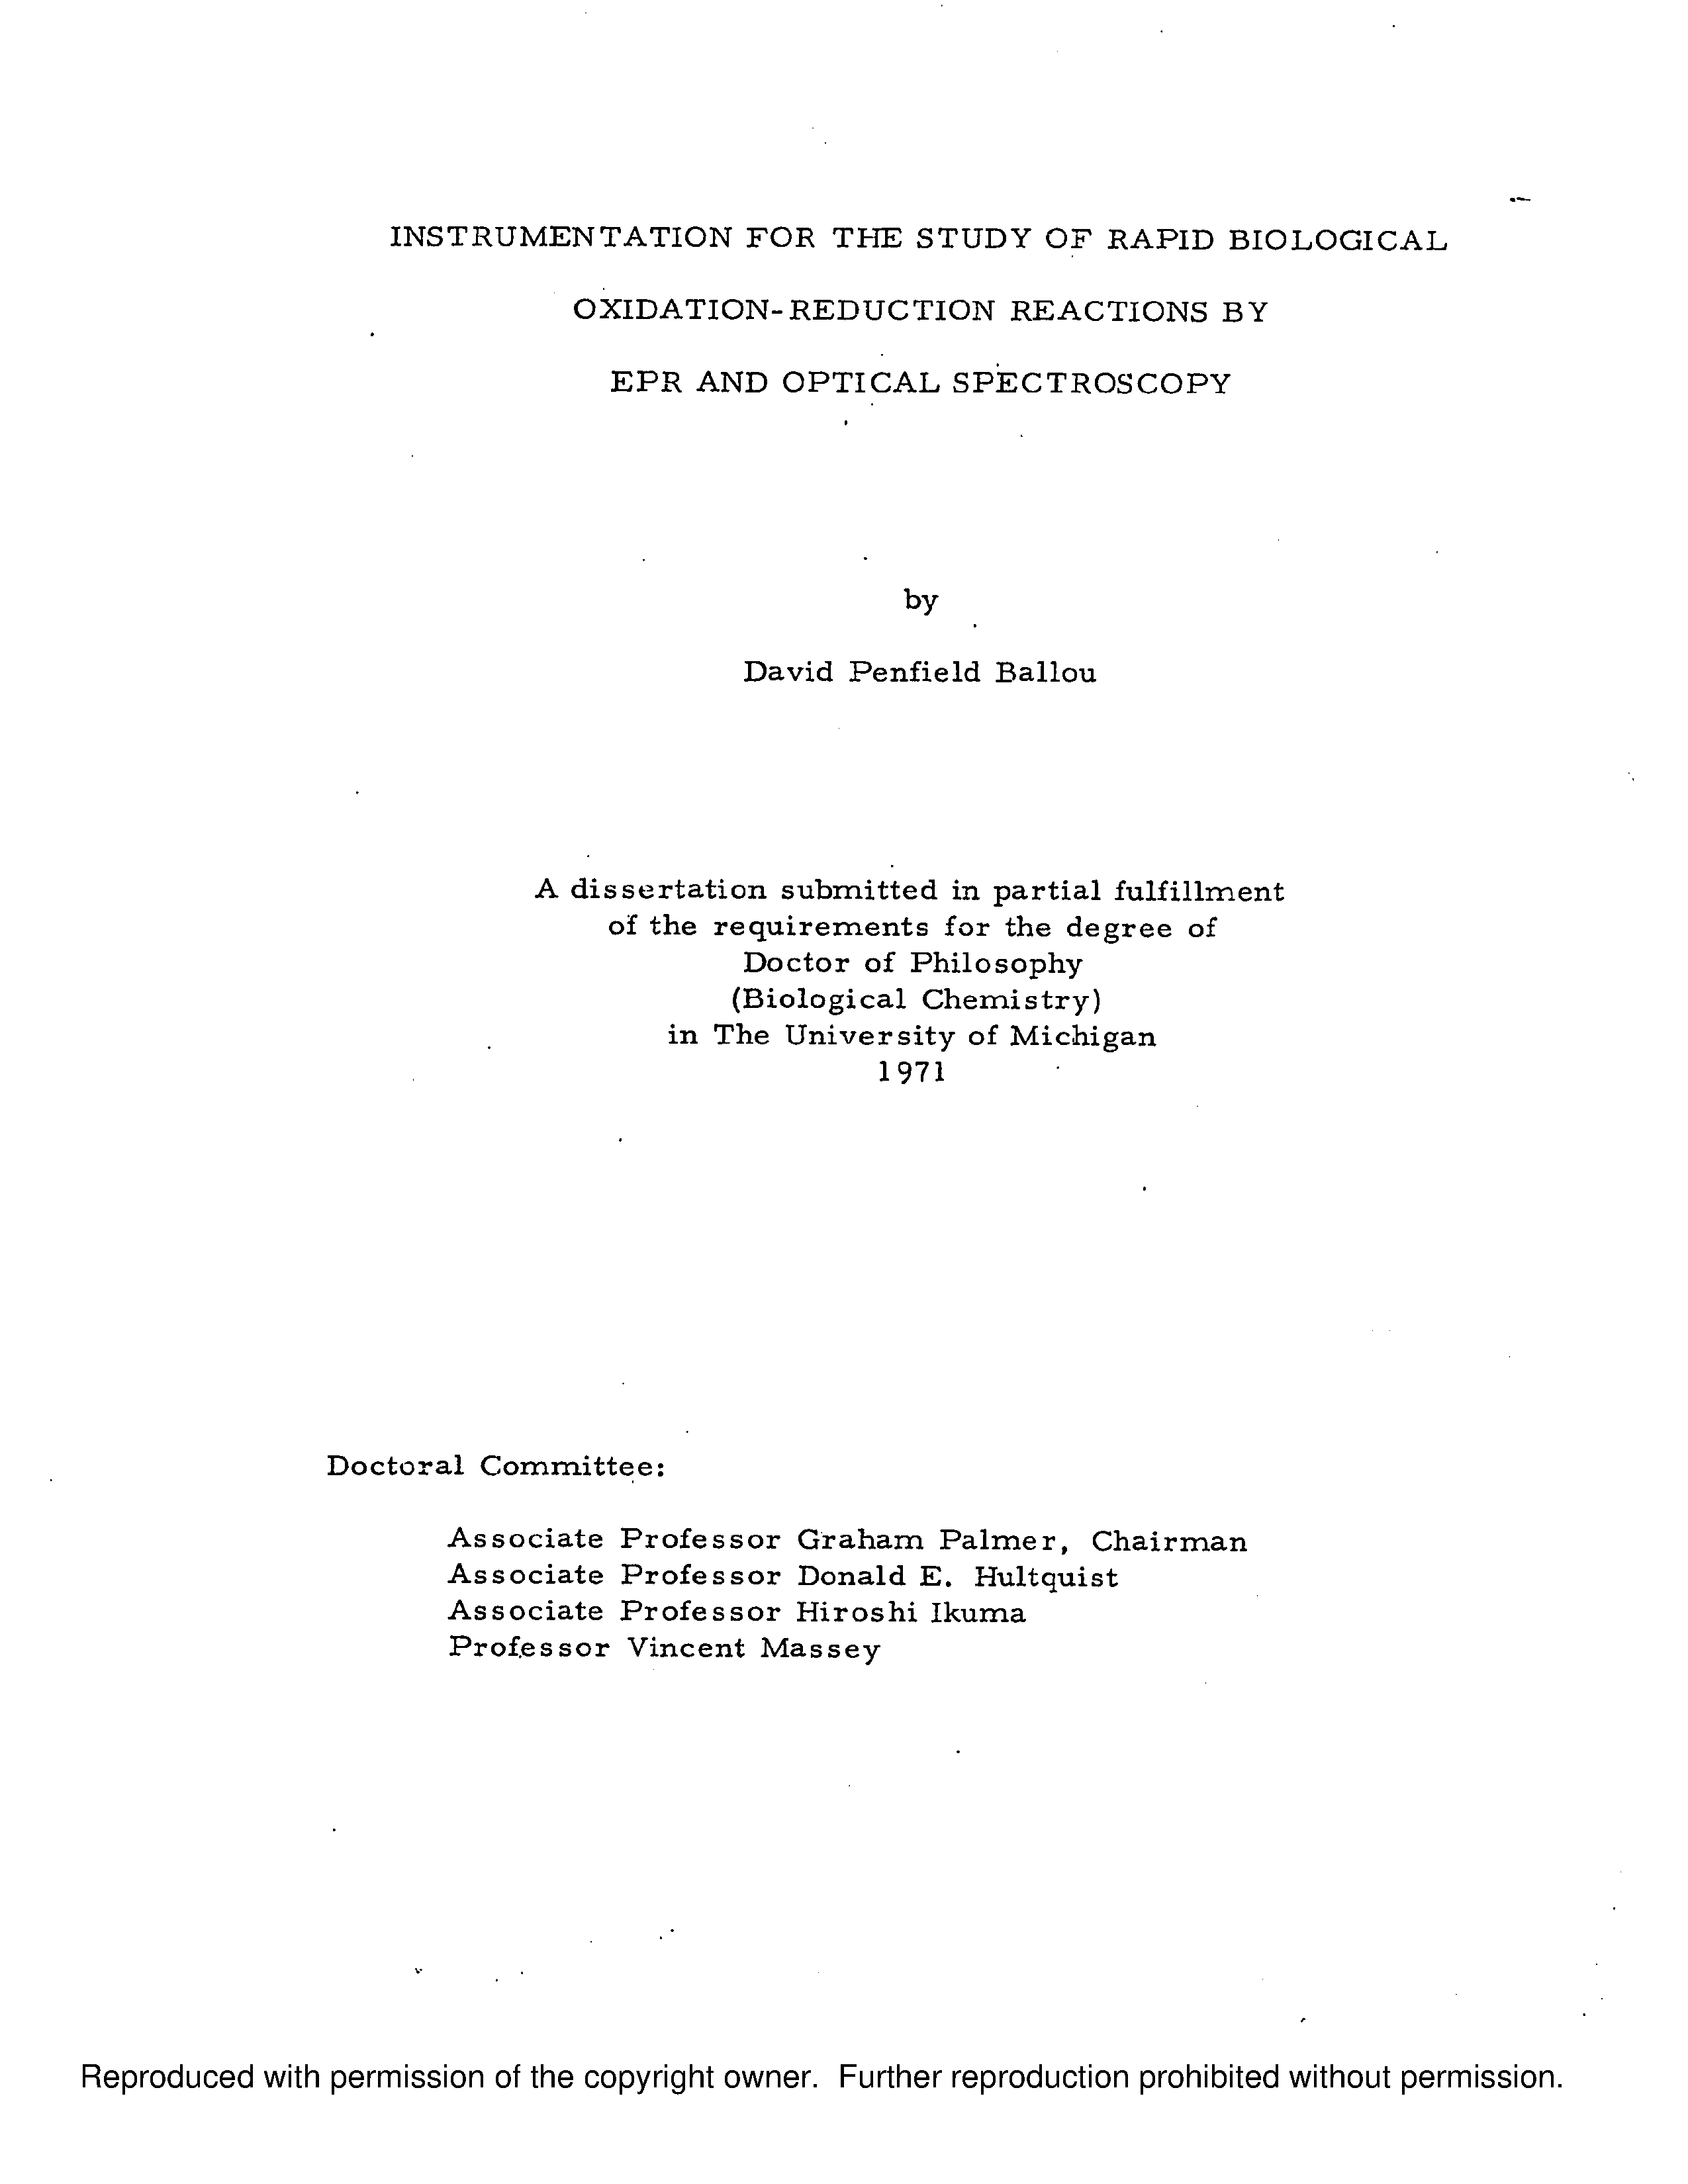 INSTRUMENTATION FOR THE STUDY OF RAPID BIOLOGICAL
OXIDATION-REDUCTION REACTIONS BY
EPR AND OPTICAL SPECTROSCOPY
by
David Penfield Ballou
A dissertation submitted in partial fulfillment
of the requirements for the degree of
Doctor of Philosophy
(Biological Chemistry)
in The University of Michigan
1971
Doctoral Committee:
Associate Professor Graham Palmer, Chairman
Associate Professor Donald E. Hultquist
Associate Professor Hiroshi Ikuma
Professor Vincent Massey
Reproduced with permission of the copyright owner. Further reproduction prohibited without permission.